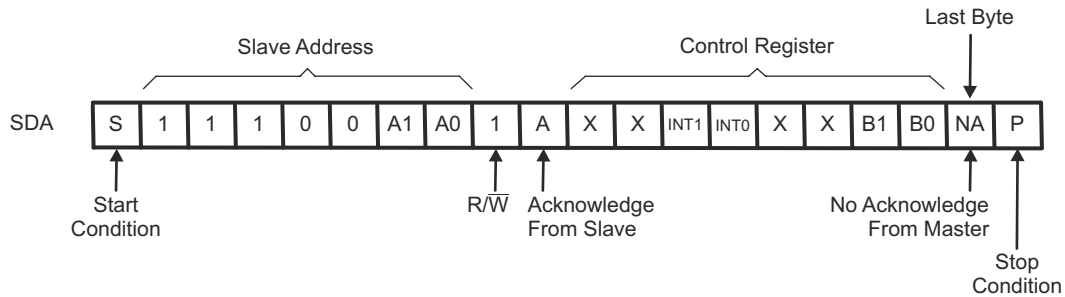 Last Byte
Slave Address Control Register
SDA S 1 1 1 0 0 A1 A0 1 A X X INT1 INT0 X X B1 B0 NA P
Start R/W̅ Acknowledge No Acknowledge
Condition From Slave From Master
Stop
Condition